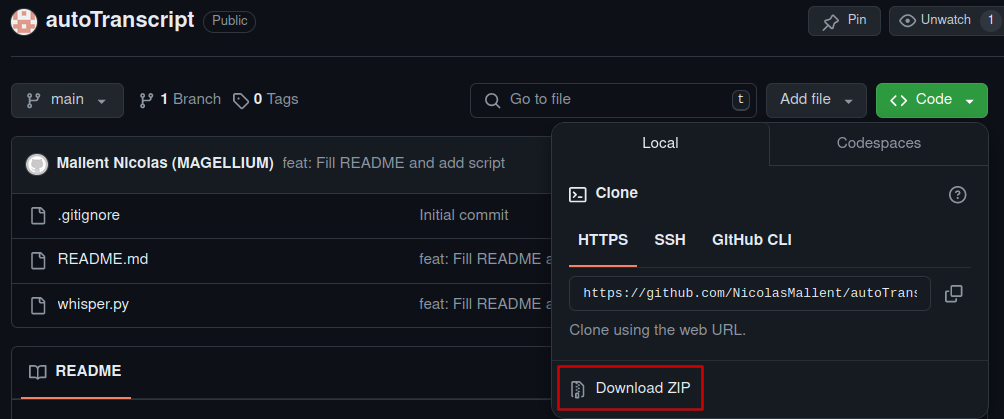 autoTranscript Public Pin Unwatch 1
main 1 Branch 0 Tags Go to file t Add file Code
Local Codespaces
Mallent NIcolas (MAGELLIUM) feat: Fill README and add script
Clone
.gitignore Initial commit
HTTPS SSH GitHub CLI
README.md feat: Fill README a
https://github.com/NicolasMallent/autoTrans
whisper.py feat: Fill README a
Clone using the web URL.
README
Download ZIP